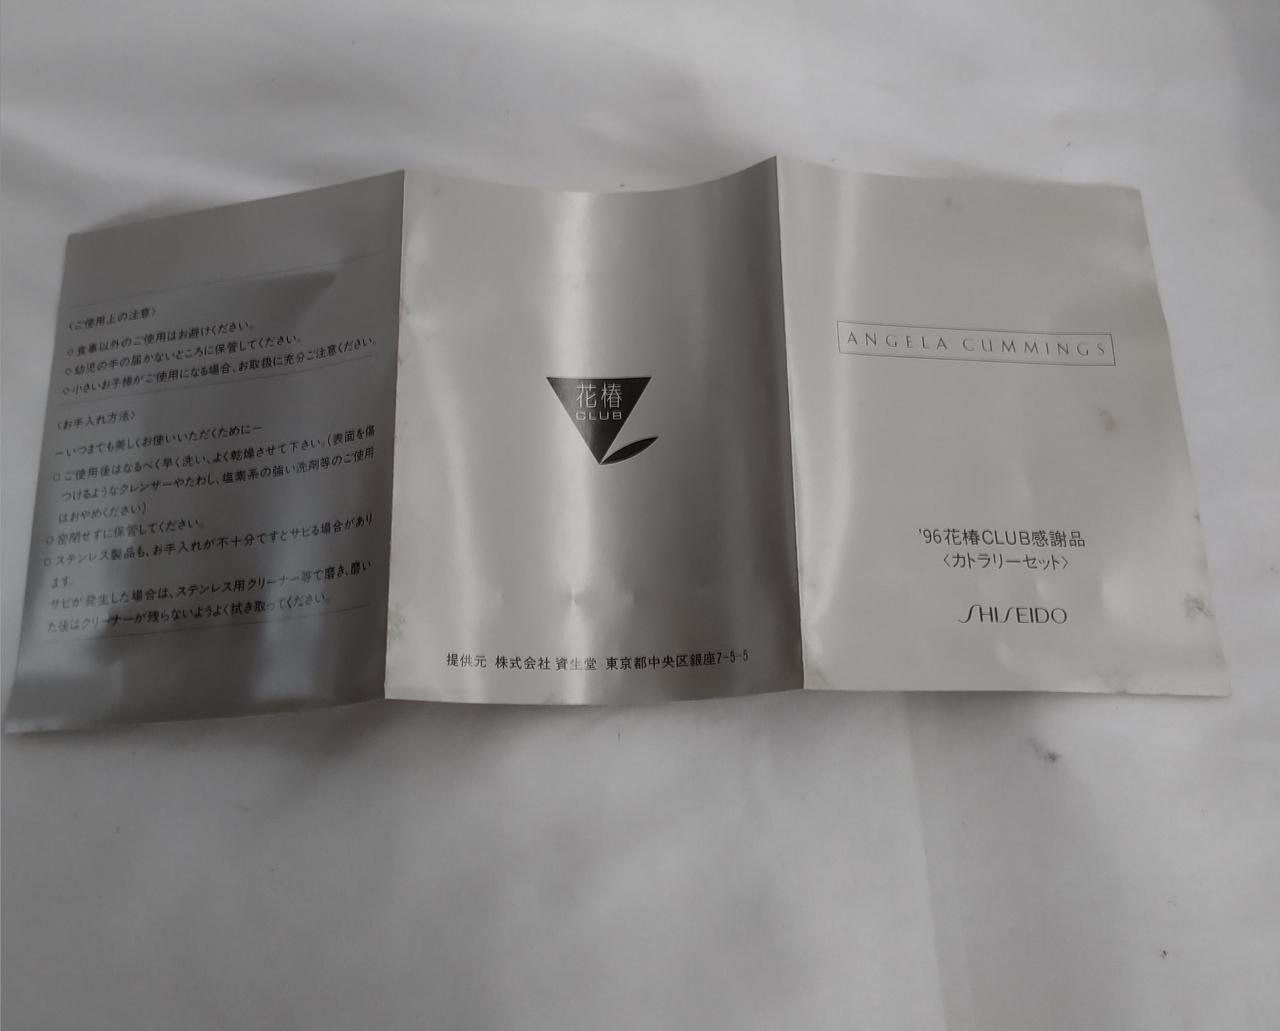 〈ご使用上の注意〉
○食事以外のご使用はお避けください。
○幼児の手の届かないところに保管してください。
○小さいお子様がご使用になる場合、お取扱に充分ご注意ください。
〈お手入れ方法〉
―いつまでも美しくお使いいただくために―
○ご使用後はなるべく早く洗い、よく乾燥させて下さい。(表面を傷
つけるようなクレンザーやたわし、塩素系の強い洗剤等のご使用
はおやめください)
○密閉せずに保管してください。
○ステンレス製品も、お手入れが不十分ですとサビる場合があり
ます。
サビが発生した場合は、ステンレス用クリーナー等で磨き、磨い
た後はクリーナーが残らないようよく拭き取ってください。
花椿
CLUB
提供元 株式会社 資生堂 東京都中央区銀座7-5-5
ANGELA CUMMINGS
'96花椿CLUB感謝品
〈カトラリーセット〉
SHISEIDO